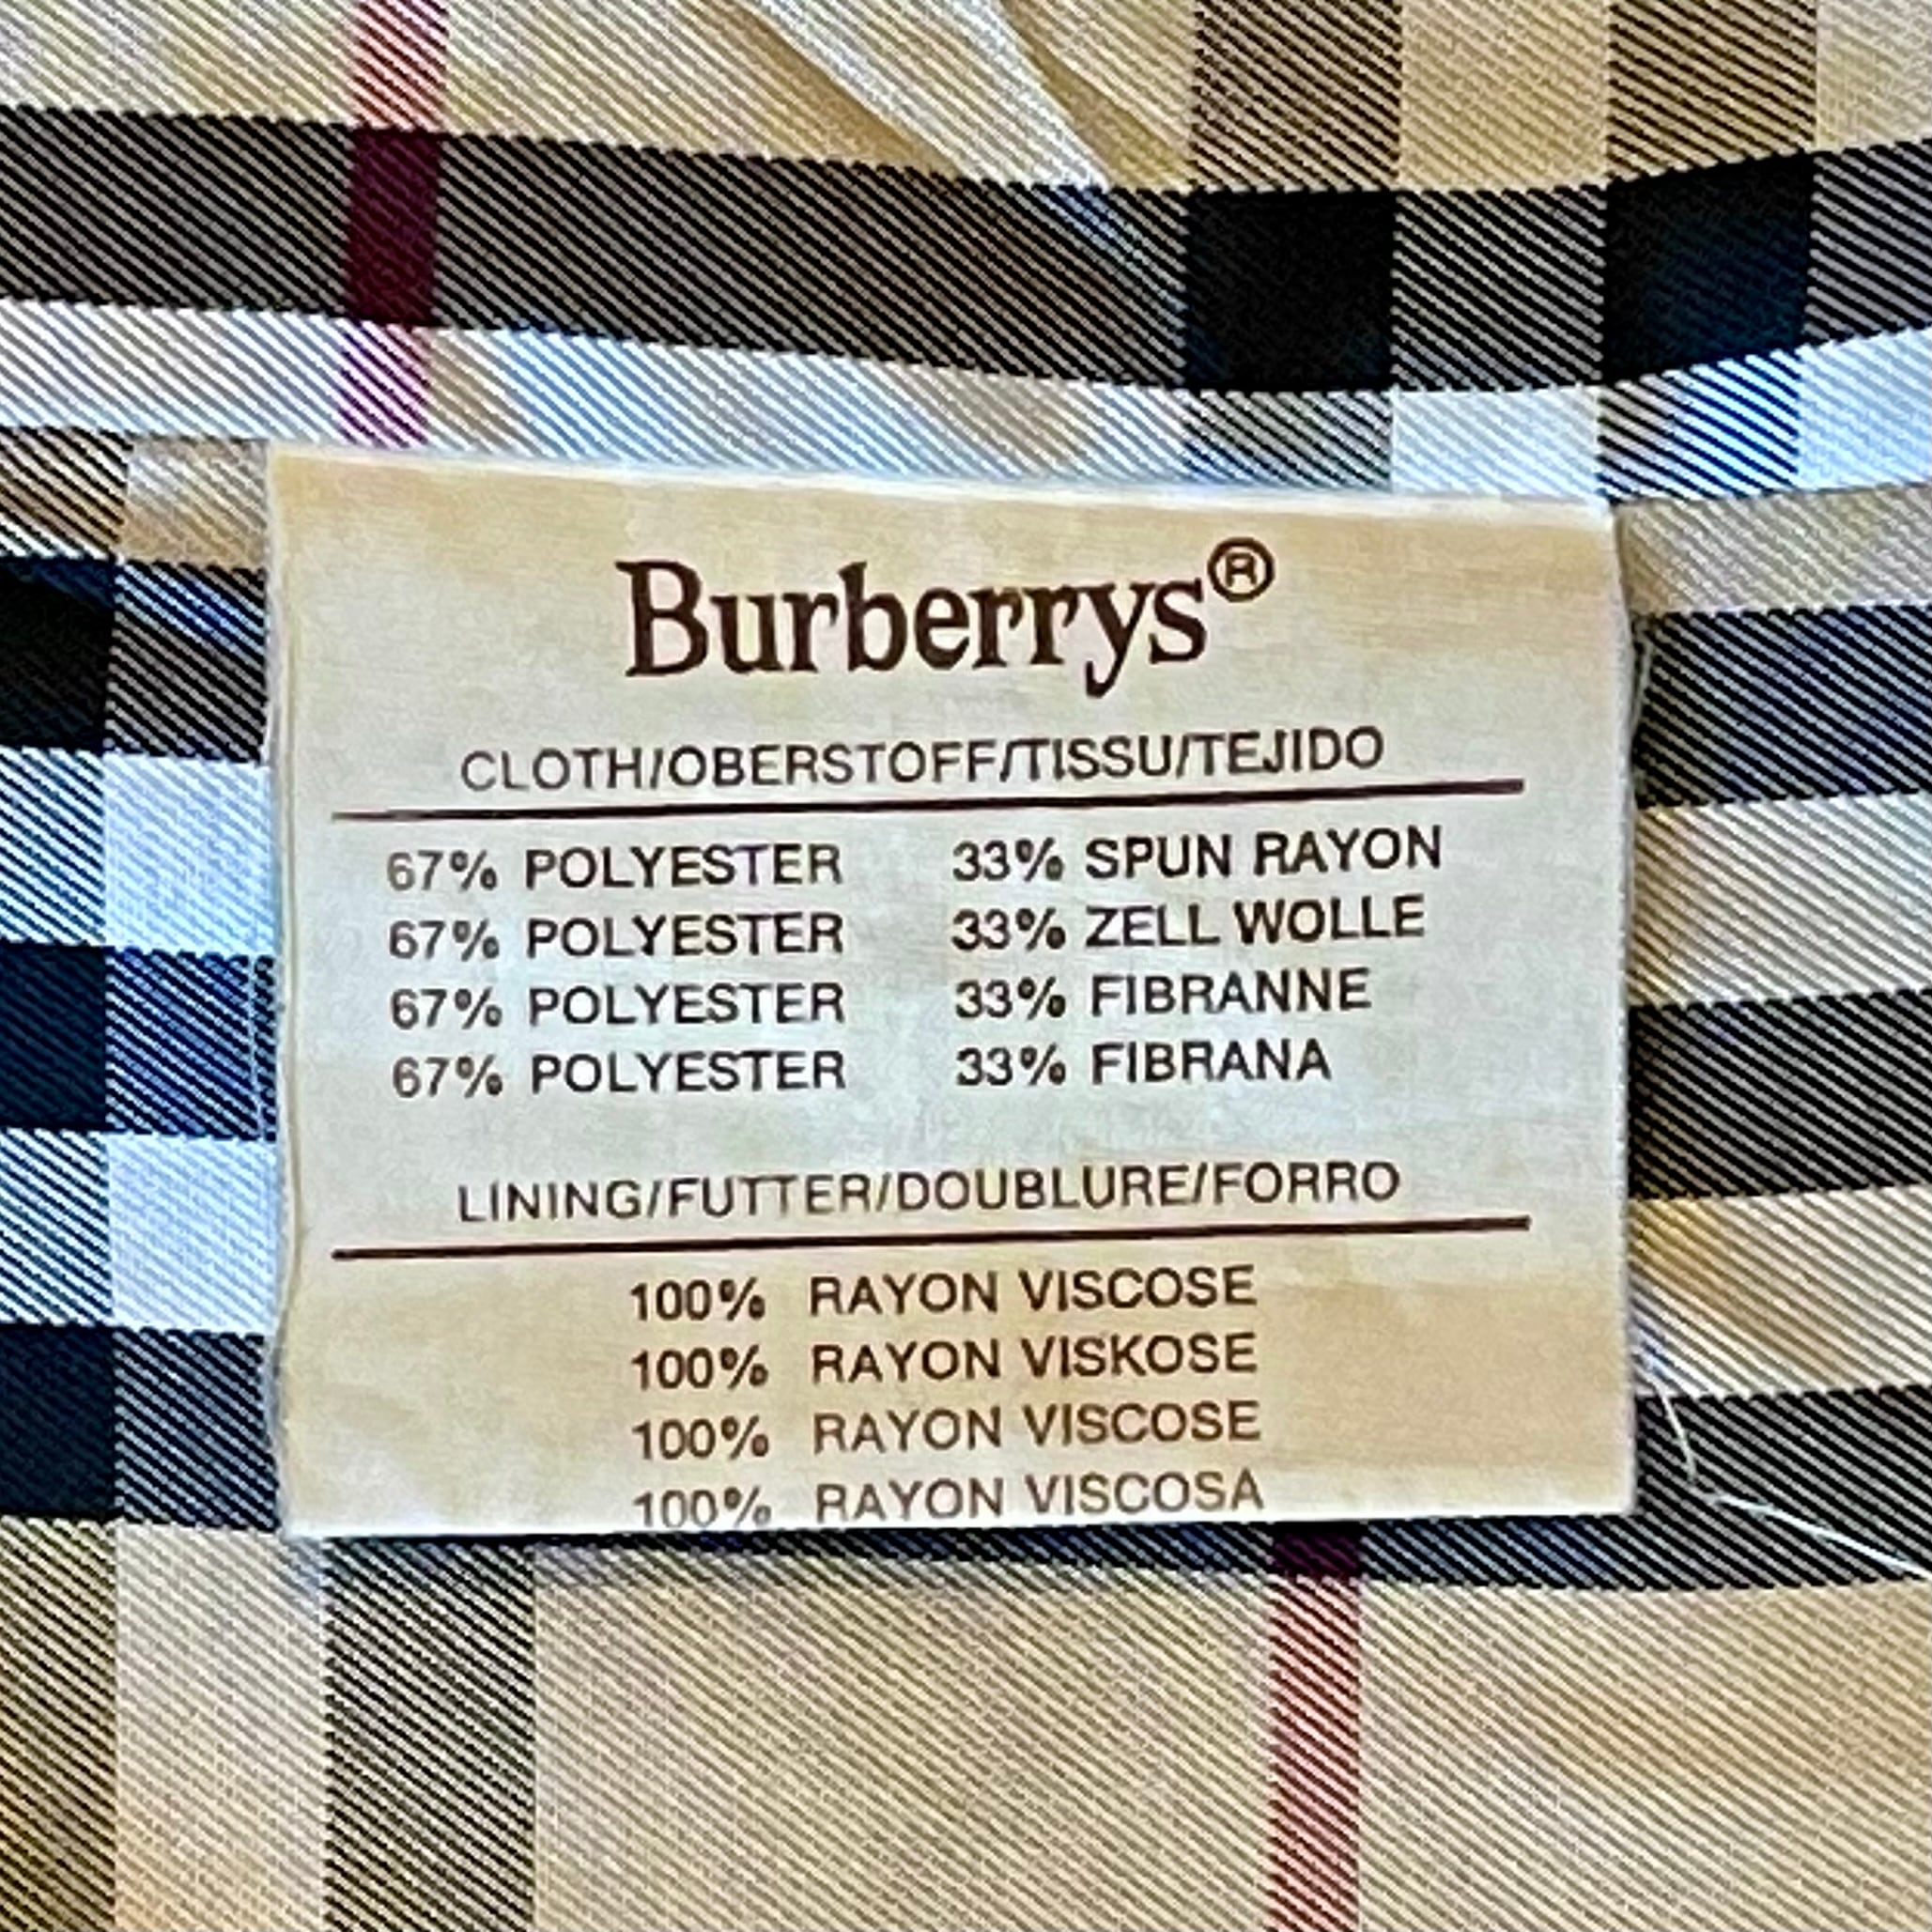 Burberrys®
CLOTH/OBERSTOFF/TISSU/TEJIDO
67% POLYESTER 33% SPUN RAYON
67% POLYESTER 33% ZELL WOLLE
67% POLYESTER 33% FIBRANNE
67% POLYESTER 33% FIBRANA
LINING/FUTTER/DOUBLURE/FORRO
100% RAYON VISCOSE
100% RAYON VISKOSE
100% RAYON VISCOSE
100% RAYON VISCOSA